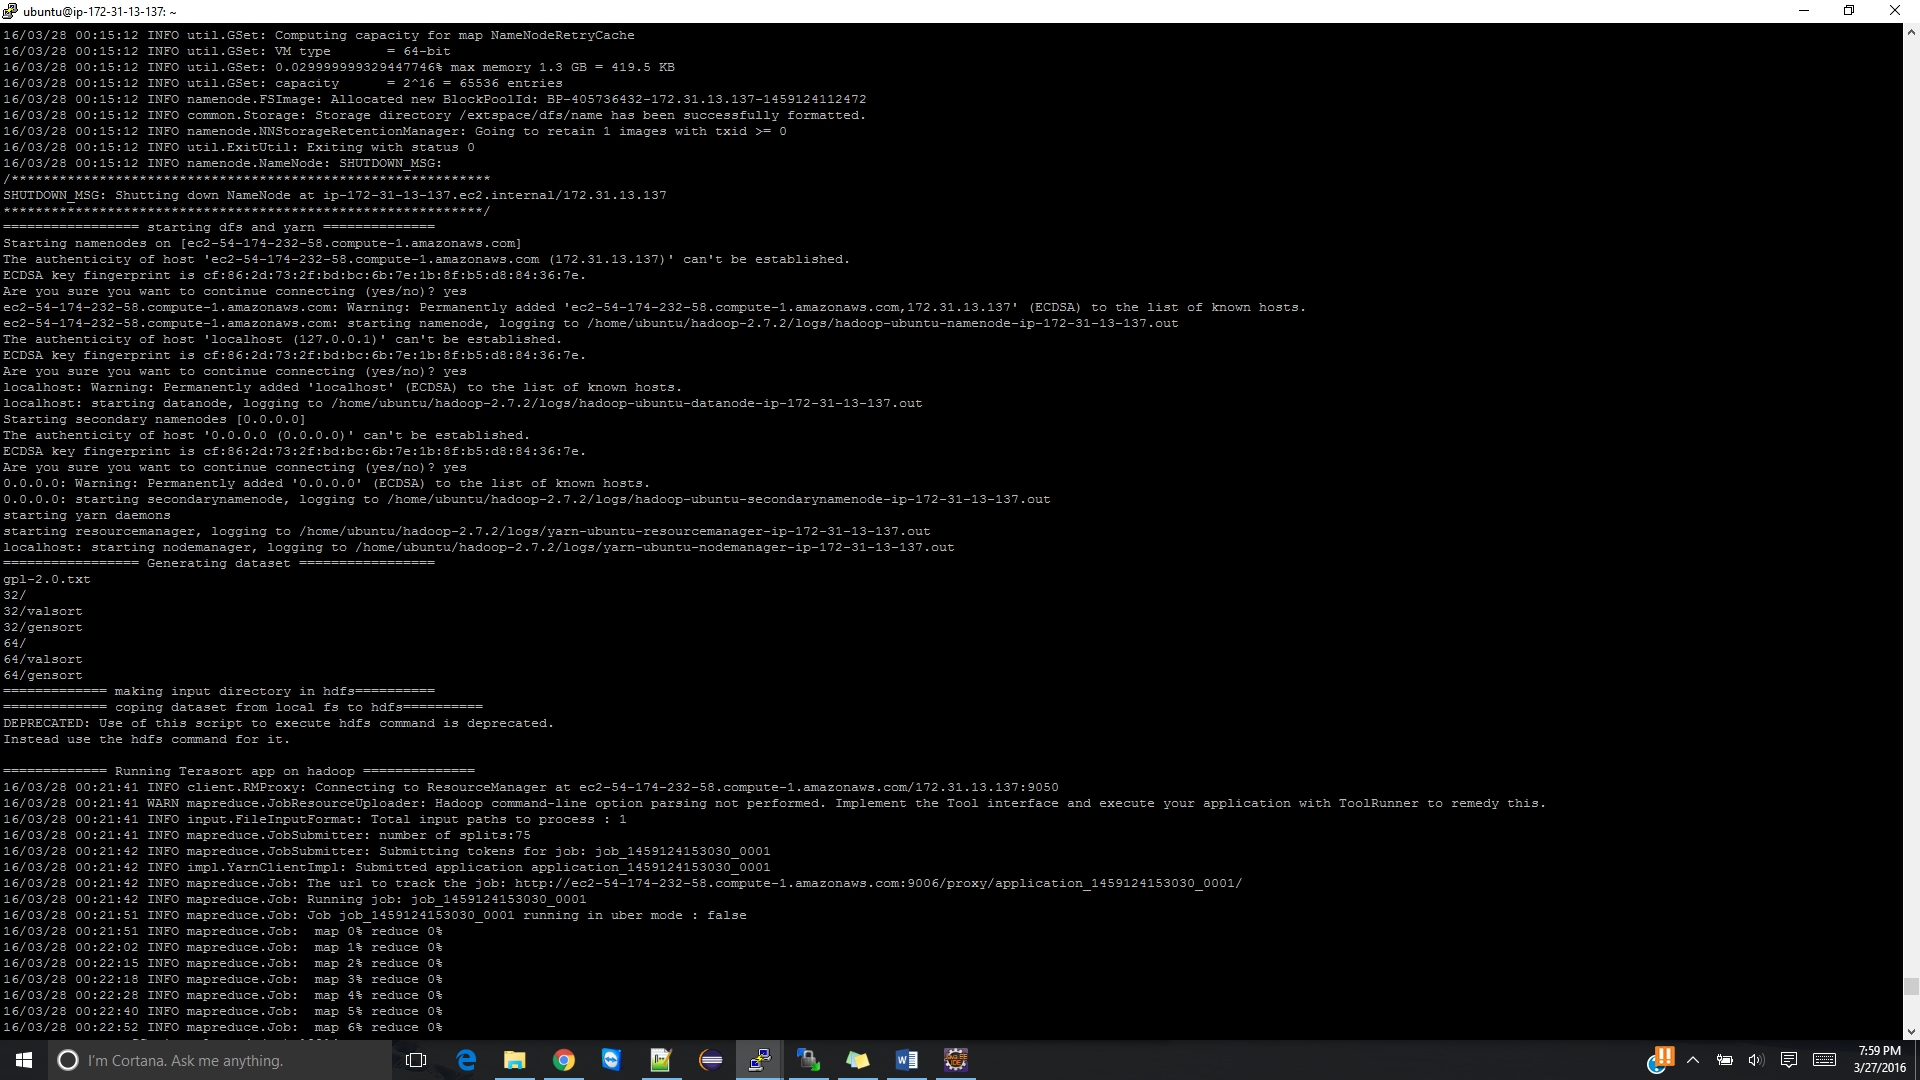 ubuntu@ip-172-31-13-137: ~
16/03/28 00:15:12 INFO util.GSet: Computing capacity for map NameNodeRetryCache
16/03/28 00:15:12 INFO util.GSet: VM type       = 64-bit
16/03/28 00:15:12 INFO util.GSet: 0.029999999329447746% max memory 1.3 GB = 419.5 KB
16/03/28 00:15:12 INFO util.GSet: capacity      = 2^16 = 65536 entries
16/03/28 00:15:12 INFO namenode.FSImage: Allocated new BlockPoolId: BP-405736432-172.31.13.137-1459124112472
16/03/28 00:15:12 INFO common.Storage: Storage directory /extspace/dfs/name has been successfully formatted.
16/03/28 00:15:12 INFO namenode.NNStorageRetentionManager: Going to retain 1 images with txid >= 0
16/03/28 00:15:12 INFO util.ExitUtil: Exiting with status 0
16/03/28 00:15:12 INFO namenode.NameNode: SHUTDOWN_MSG:
/************************************************************
SHUTDOWN_MSG: Shutting down NameNode at ip-172-31-13-137.ec2.internal/172.31.13.137
************************************************************/
================= starting dfs and yarn ==============
Starting namenodes on [ec2-54-174-232-58.compute-1.amazonaws.com]
The authenticity of host 'ec2-54-174-232-58.compute-1.amazonaws.com (172.31.13.137)' can't be established.
ECDSA key fingerprint is cf:86:2d:73:2f:bd:bc:6b:7e:1b:8f:b5:d8:84:36:7e.
Are you sure you want to continue connecting (yes/no)? yes
ec2-54-174-232-58.compute-1.amazonaws.com: Warning: Permanently added 'ec2-54-174-232-58.compute-1.amazonaws.com,172.31.13.137' (ECDSA) to the list of known hosts.
ec2-54-174-232-58.compute-1.amazonaws.com: starting namenode, logging to /home/ubuntu/hadoop-2.7.2/logs/hadoop-ubuntu-namenode-ip-172-31-13-137.out
The authenticity of host 'localhost (127.0.0.1)' can't be established.
ECDSA key fingerprint is cf:86:2d:73:2f:bd:bc:6b:7e:1b:8f:b5:d8:84:36:7e.
Are you sure you want to continue connecting (yes/no)? yes
localhost: Warning: Permanently added 'localhost' (ECDSA) to the list of known hosts.
localhost: starting datanode, logging to /home/ubuntu/hadoop-2.7.2/logs/hadoop-ubuntu-datanode-ip-172-31-13-137.out
Starting secondary namenodes [0.0.0.0]
The authenticity of host '0.0.0.0 (0.0.0.0)' can't be established.
ECDSA key fingerprint is cf:86:2d:73:2f:bd:bc:6b:7e:1b:8f:b5:d8:84:36:7e.
Are you sure you want to continue connecting (yes/no)? yes
0.0.0.0: Warning: Permanently added '0.0.0.0' (ECDSA) to the list of known hosts.
0.0.0.0: starting secondarynamenode, logging to /home/ubuntu/hadoop-2.7.2/logs/hadoop-ubuntu-secondarynamenode-ip-172-31-13-137.out
starting yarn daemons
starting resourcemanager, logging to /home/ubuntu/hadoop-2.7.2/logs/yarn-ubuntu-resourcemanager-ip-172-31-13-137.out
localhost: starting nodemanager, logging to /home/ubuntu/hadoop-2.7.2/logs/yarn-ubuntu-nodemanager-ip-172-31-13-137.out
================= Generating dataset =================
gpl-2.0.txt
32/
32/valsort
32/gensort
64/
64/valsort
64/gensort
============= making input directory in hdfs==========
============= coping dataset from local fs to hdfs==========
DEPRECATED: Use of this script to execute hdfs command is deprecated.
Instead use the hdfs command for it.
============= Running Terasort app on hadoop ==============
16/03/28 00:21:41 INFO client.RMProxy: Connecting to ResourceManager at ec2-54-174-232-58.compute-1.amazonaws.com/172.31.13.137:9050
16/03/28 00:21:41 WARN mapreduce.JobResourceUploader: Hadoop command-line option parsing not performed. Implement the Tool interface and execute your application with ToolRunner to remedy this.
16/03/28 00:21:41 INFO input.FileInputFormat: Total input paths to process : 1
16/03/28 00:21:41 INFO mapreduce.JobSubmitter: number of splits:75
16/03/28 00:21:42 INFO mapreduce.JobSubmitter: Submitting tokens for job: job_1459124153030_0001
16/03/28 00:21:42 INFO impl.YarnClientImpl: Submitted application application_1459124153030_0001
16/03/28 00:21:42 INFO mapreduce.Job: The url to track the job: http://ec2-54-174-232-58.compute-1.amazonaws.com:9006/proxy/application_1459124153030_0001/
16/03/28 00:21:42 INFO mapreduce.Job: Running job: job_1459124153030_0001
16/03/28 00:21:51 INFO mapreduce.Job: Job job_1459124153030_0001 running in uber mode : false
16/03/28 00:21:51 INFO mapreduce.Job:  map 0% reduce 0%
16/03/28 00:22:02 INFO mapreduce.Job:  map 1% reduce 0%
16/03/28 00:22:15 INFO mapreduce.Job:  map 2% reduce 0%
16/03/28 00:22:18 INFO mapreduce.Job:  map 3% reduce 0%
16/03/28 00:22:28 INFO mapreduce.Job:  map 4% reduce 0%
16/03/28 00:22:40 INFO mapreduce.Job:  map 5% reduce 0%
16/03/28 00:22:52 INFO mapreduce.Job:  map 6% reduce 0%
I'm Cortana. Ask me anything.
7:59 PM
3/27/2016